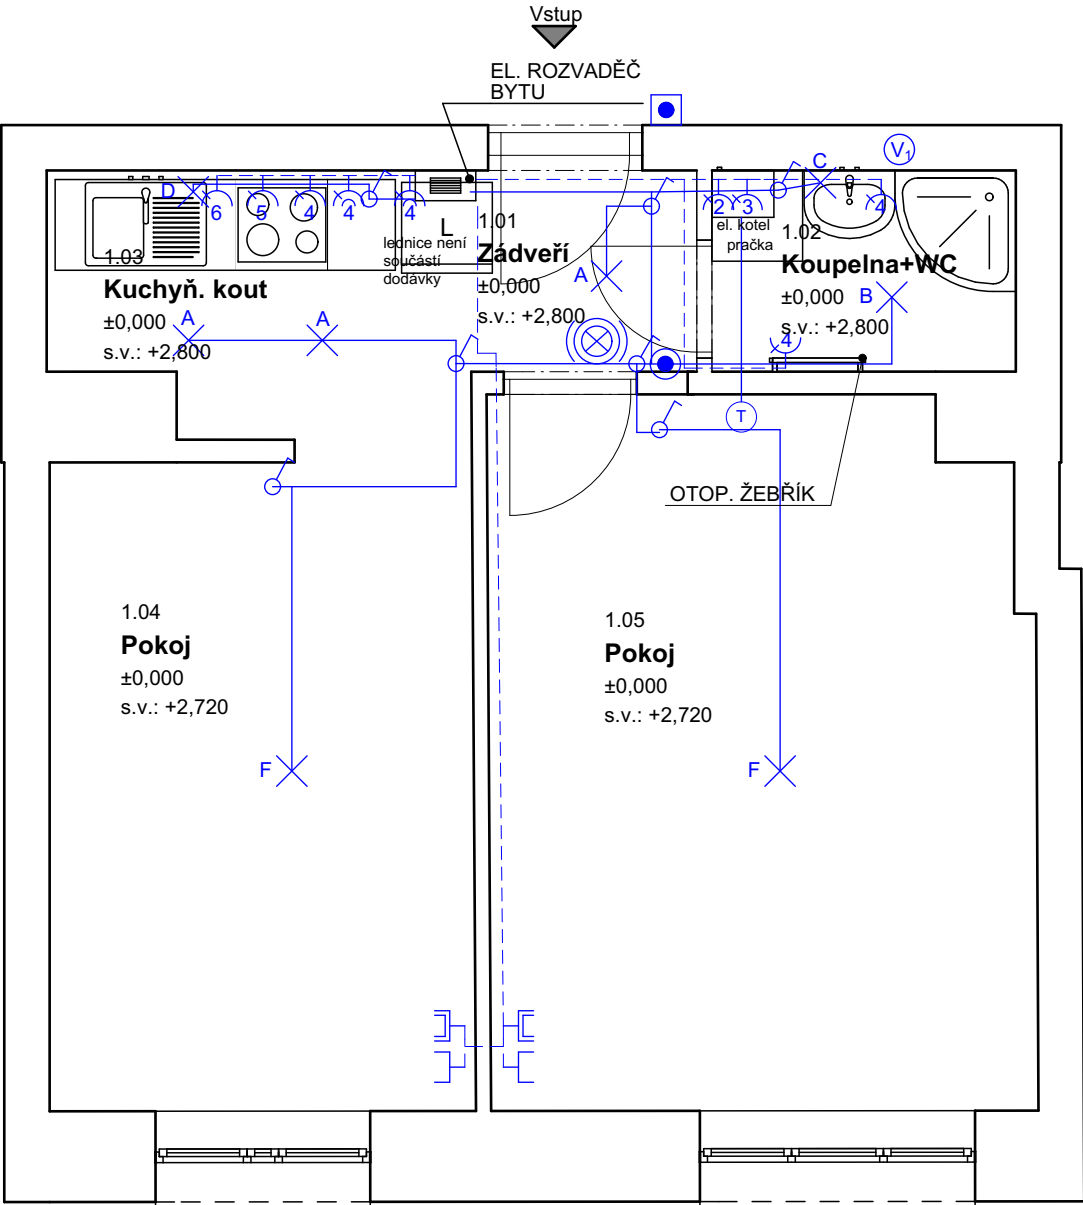 Vstup
EL. ROZVADĚČ
BYTU
V1
D
6
5
4
4
4
L
lednice není
součástí
dodávky
1.01
Zádveří
±0,000
s.v.: +2,800
A
2
3
el. kotel
pračka
C
4
1.02
Koupelna+WC
±0,000
s.v.: +2,800
B
4
1.03
Kuchyň. kout
±0,000
s.v.: +2,800
A
A
T
OTOP. ŽEBŘÍK
1.04
Pokoj
±0,000
s.v.: +2,720
F
1.05
Pokoj
±0,000
s.v.: +2,720
F